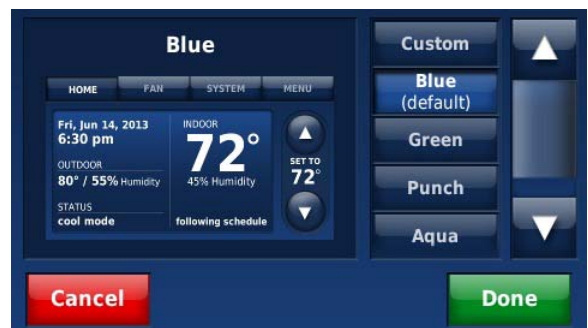 Blue
HOME FAN SYSTEM MENU
Fri, Jun 14, 2013
6:30 pm
OUTDOOR
80° / 55% Humidity
STATUS
cool mode
INDOOR
72°
45% Humidity
following schedule
SET TO
72°
Custom
Blue
(default)
Green
Punch
Aqua
Cancel
Done